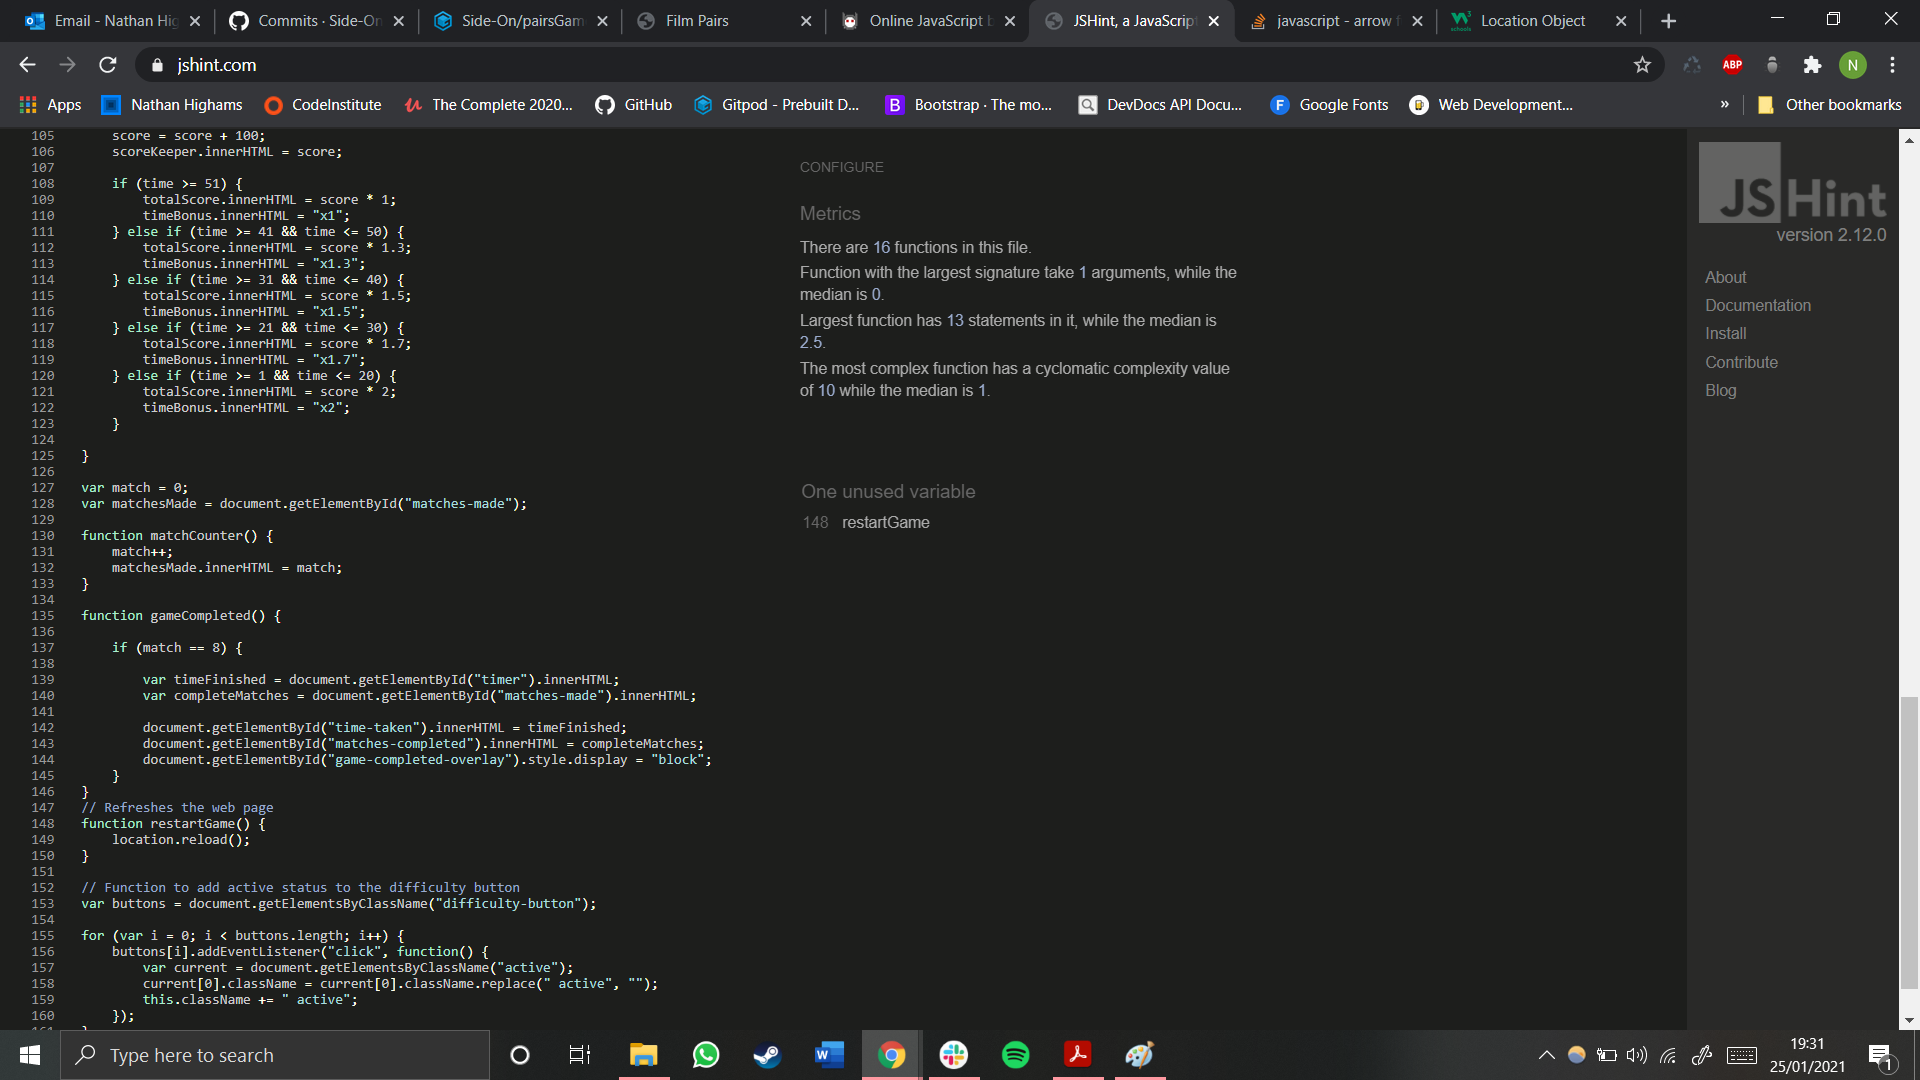 Email - Nathan Hig
Commits · Side-On
Side-On/pairsGam
Film Pairs
Online JavaScript b
JSHint, a JavaScript
javascript - arrow f
Location Object
jshint.com
ABP
N
Apps
Nathan Highams
CodeInstitute
The Complete 2020...
GitHub
Gitpod - Prebuilt D...
Bootstrap · The mo...
DevDocs API Docu...
Google Fonts
Web Development...
»
Other bookmarks
105 score = score + 100;
106 scoreKeeper.innerHTML = score;
107
108 if (time >= 51) {
109 totalScore.innerHTML = score * 1;
110 timeBonus.innerHTML = "x1";
111 } else if (time >= 41 && time <= 50) {
112 totalScore.innerHTML = score * 1.3;
113 timeBonus.innerHTML = "x1.3";
114 } else if (time >= 31 && time <= 40) {
115 totalScore.innerHTML = score * 1.5;
116 timeBonus.innerHTML = "x1.5";
117 } else if (time >= 21 && time <= 30) {
118 totalScore.innerHTML = score * 1.7;
119 timeBonus.innerHTML = "x1.7";
120 } else if (time >= 1 && time <= 20) {
121 totalScore.innerHTML = score * 2;
122 timeBonus.innerHTML = "x2";
123 }
124
125 }
126
127 var match = 0;
128 var matchesMade = document.getElementById("matches-made");
129
130 function matchCounter() {
131 match++;
132 matchesMade.innerHTML = match;
133 }
134
135 function gameCompleted() {
136
137 if (match == 8) {
138
139 var timeFinished = document.getElementById("timer").innerHTML;
140 var completeMatches = document.getElementById("matches-made").innerHTML;
141
142 document.getElementById("time-taken").innerHTML = timeFinished;
143 document.getElementById("matches-completed").innerHTML = completeMatches;
144 document.getElementById("game-completed-overlay").style.display = "block";
145 }
146 }
147 // Refreshes the web page
148 function restartGame() {
149 location.reload();
150 }
151
152 // Function to add active status to the difficulty button
153 var buttons = document.getElementsByClassName("difficulty-button");
154
155 for (var i = 0; i < buttons.length; i++) {
156 buttons[i].addEventListener("click", function() {
157 var current = document.getElementsByClassName("active");
158 current[0].className = current[0].className.replace(" active", "");
159 this.className += " active";
160 });
CONFIGURE
Metrics
There are 16 functions in this file.
Function with the largest signature take 1 arguments, while the
median is 0.
Largest function has 13 statements in it, while the median is
2.5.
The most complex function has a cyclomatic complexity value
of 10 while the median is 1.
One unused variable
148 restartGame
JSHint
version 2.12.0
About
Documentation
Install
Contribute
Blog
Type here to search
19:31
25/01/2021
1